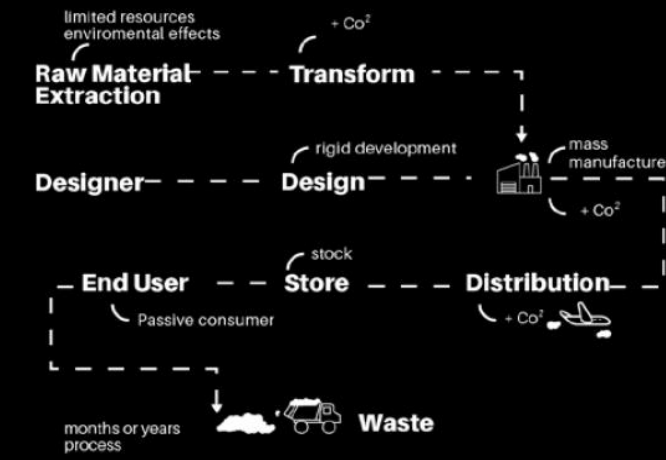 limited resources
enviromental effects
+ Co²
Raw Material
Extraction
Transform
rigid development
mass
manufacture
Designer
Design
+ Co²
stock
End User
Store
Distribution
Passive consumer
+ Co²
months or years
process
Waste